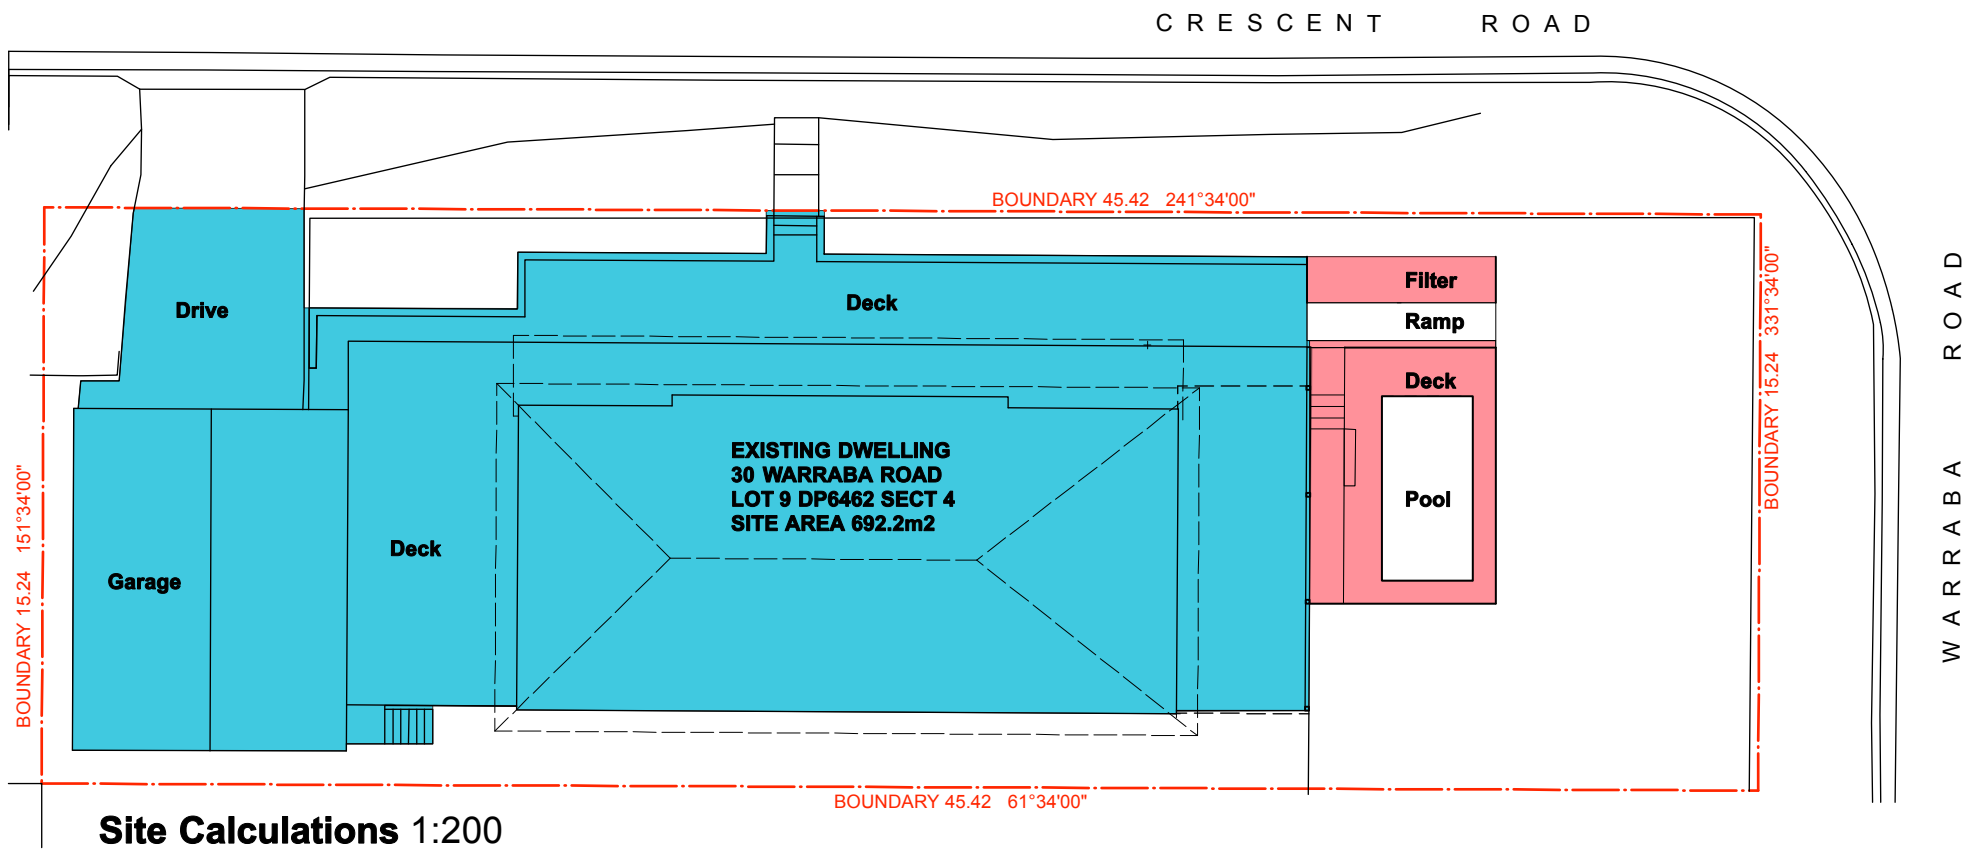 CRESCENT ROAD
BOUNDARY 45.42 241°34'00"
Drive
Deck
Filter
Ramp
Deck
Pool
EXISTING DWELLING
30 WARRABA ROAD
LOT 9 DP6462 SECT 4
SITE AREA 692.2m2
Deck
Garage
BOUNDARY 15.24 151°34'00"
BOUNDARY 15.24 331°34'00"
WARRABA ROAD
BOUNDARY 45.42 61°34'00"
Site Calculations 1:200